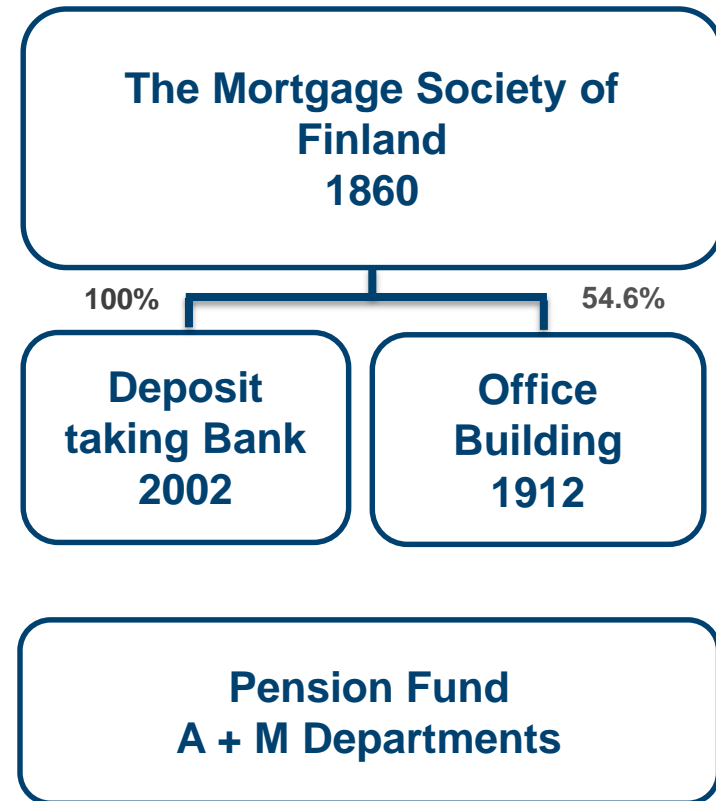 The Mortgage Society of
Finland
1860
100%
54.6%
Deposit
taking Bank
2002
Office
Building
1912
Pension Fund
A + M Departments